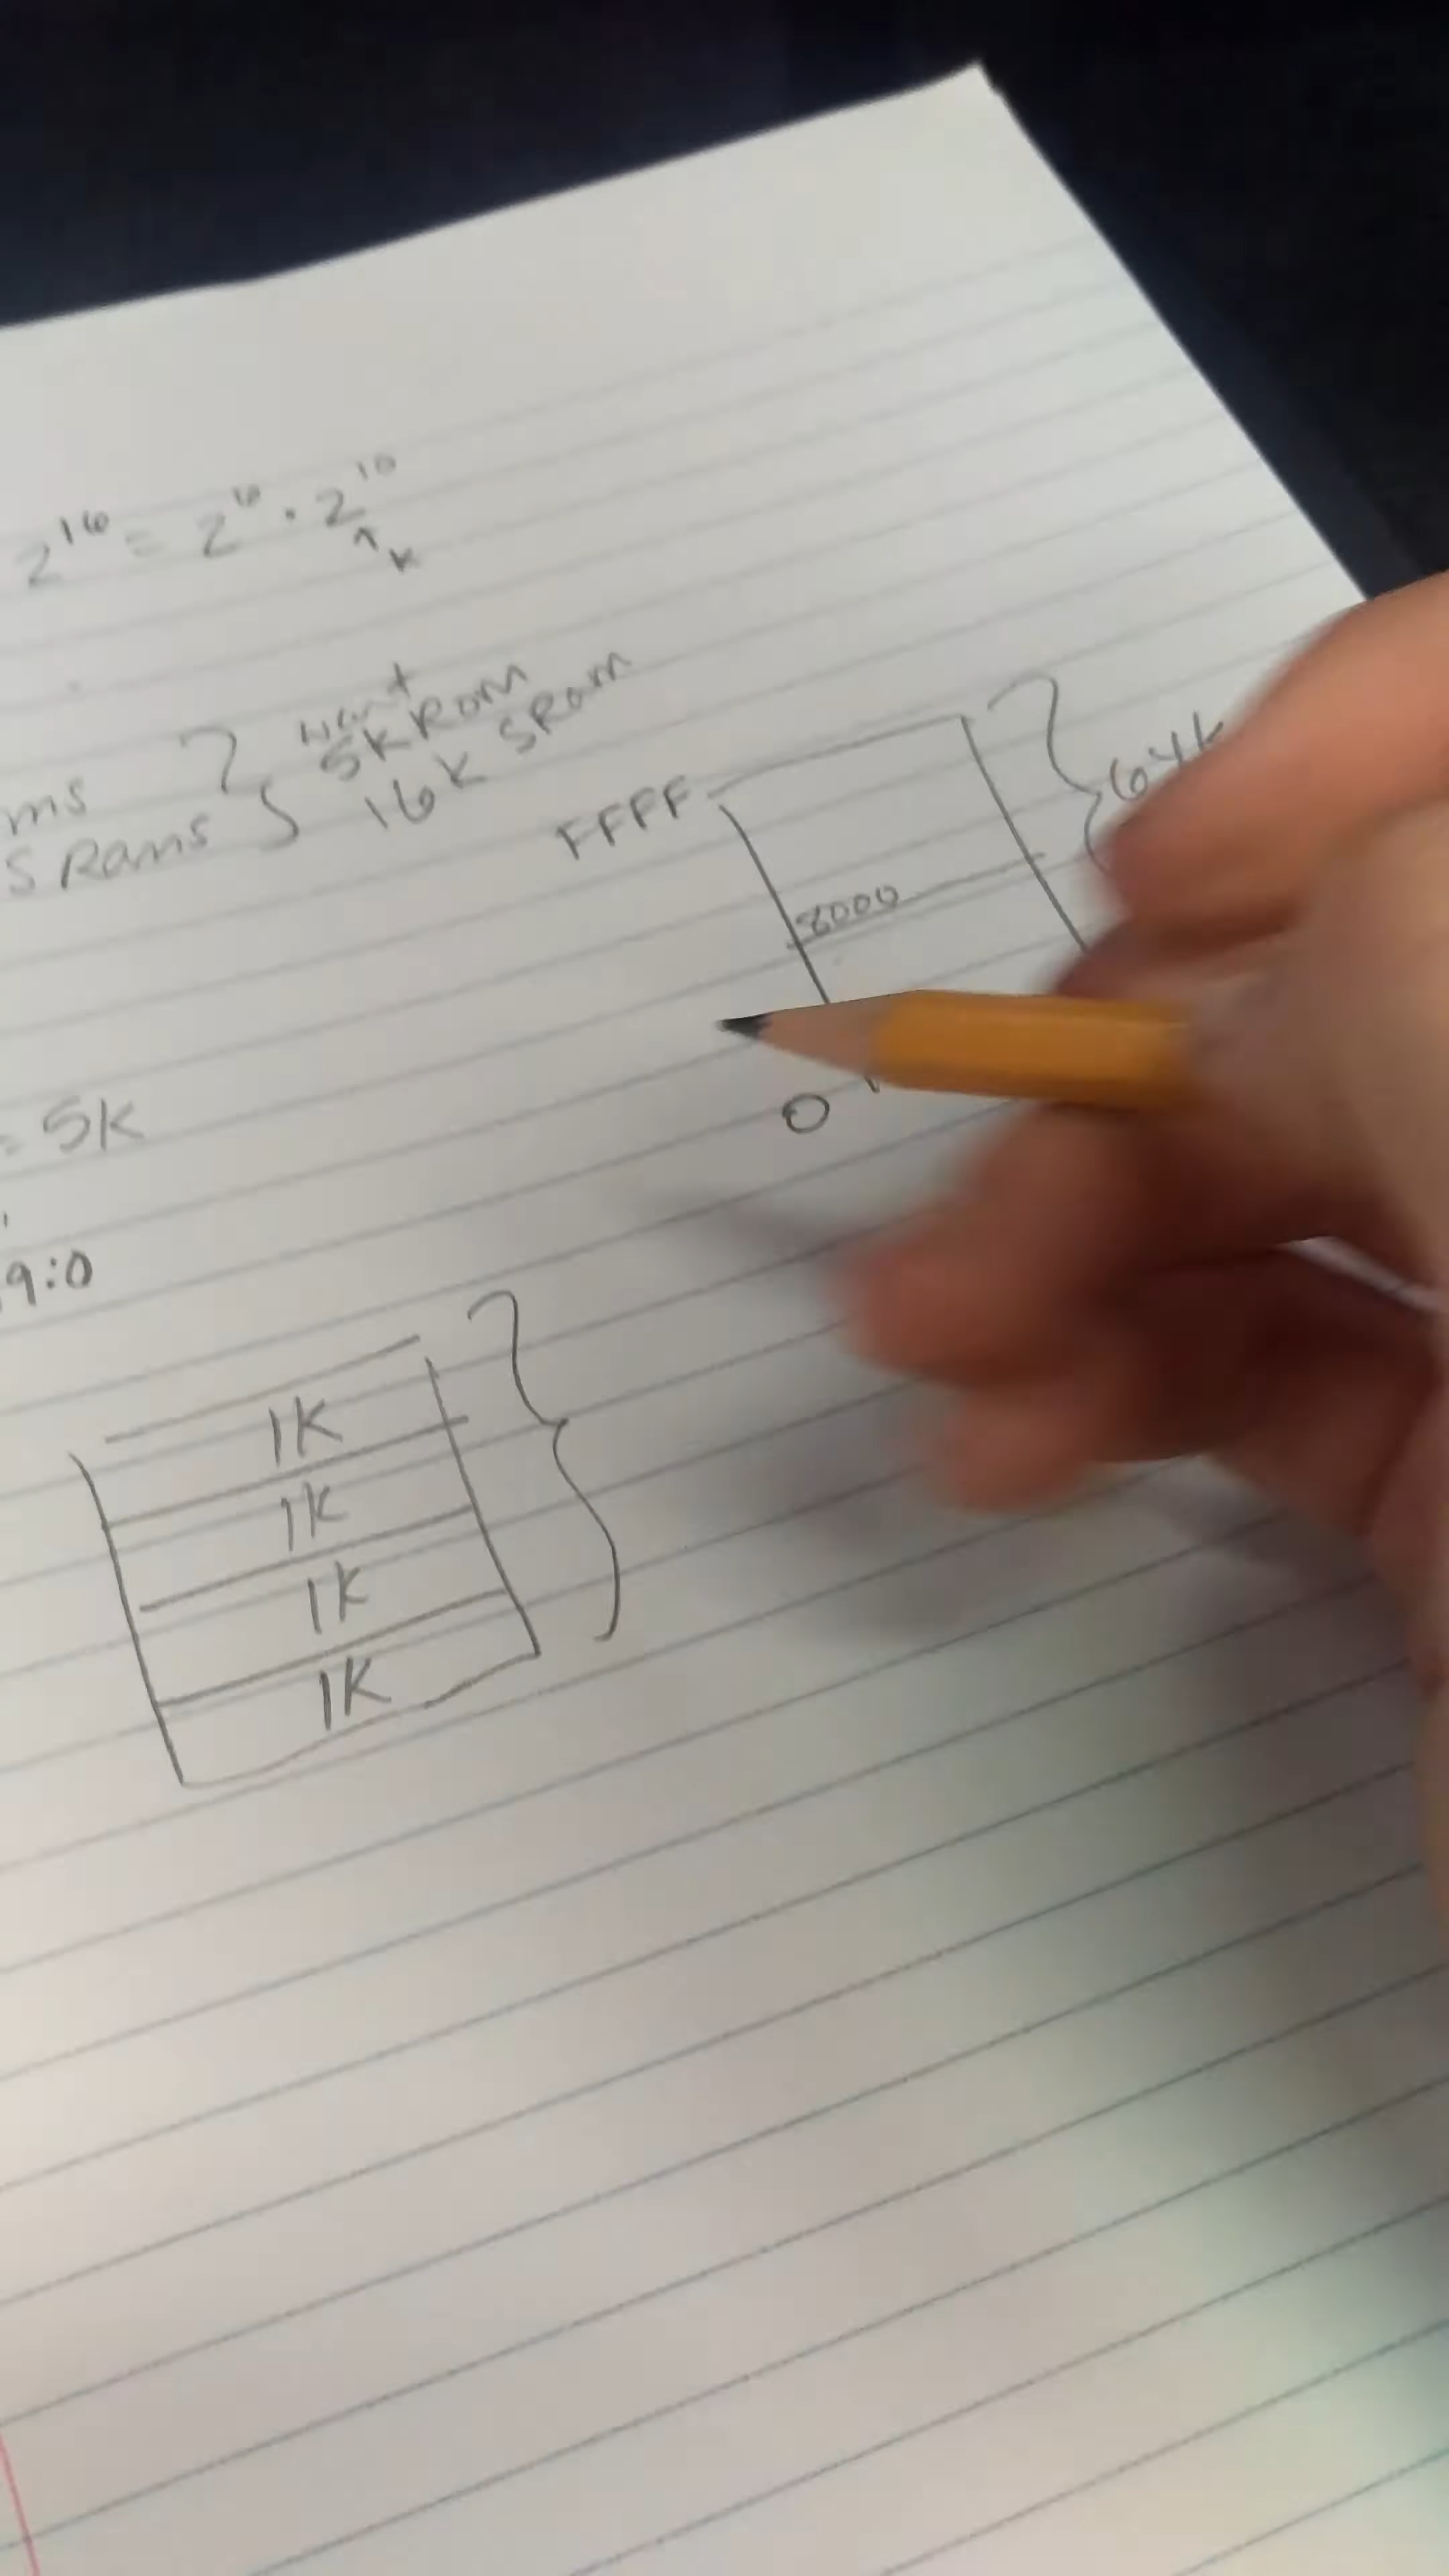 2^16 = 2^6 · 2^10
↑ K
want
5K Rom
16K SRam
ms
S Rams
FFFF
64K
8000
0
= 5K
9:0
1K
1K
1K
1K